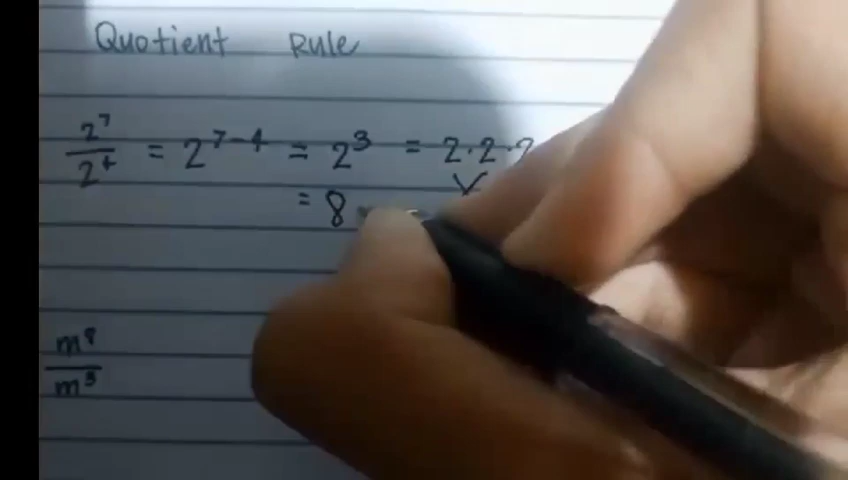 Quotient Rule
2⁷/2⁴ = 2⁷⁻⁴ = 2³ = 2·2·2
= 8
m⁸/m³